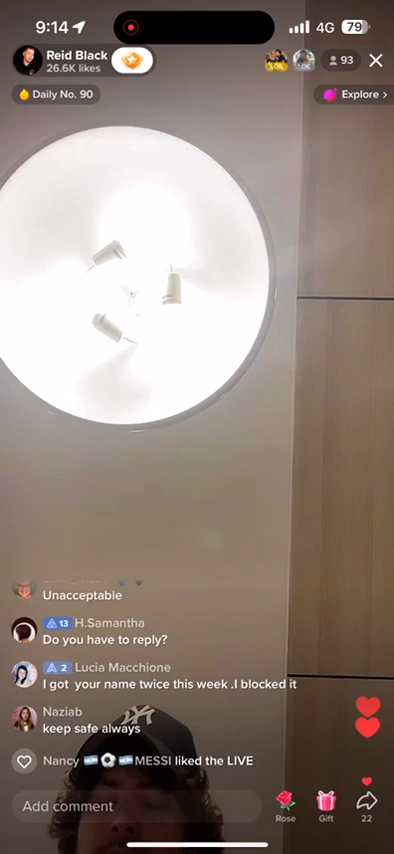 9:14
4G
79
Reid Black
26.6K likes
93
Daily No. 90
Explore >
Unacceptable
13 H.Samantha
Do you have to reply?
2 Lucia Macchione
I got your name twice this week .I blocked it
Naziab
keep safe always
Nancy 🇦🇷⚽🇦🇷MESSI liked the LIVE
Add comment
Rose
Gift
22
NY